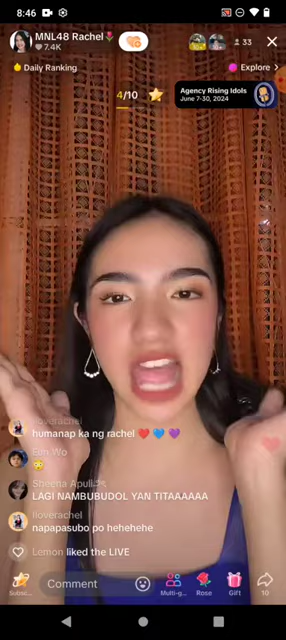 8:46
MNL48 Rachel🌷
7.4K
33
Daily Ranking
Explore >
4/10
Agency Rising Idols
June 7-30, 2024
iloverachel
humanap ka ng rachel ❤️ 💙 💜
Eun Wo
😳
Sheena Apuli
LAGI NAMBUBUDOL YAN TITAAAAAA
iloverachel
napapasubo po hehehehe
Lemon liked the LIVE
Subsc...
Comment
Multi-g...
Rose
Gift
10